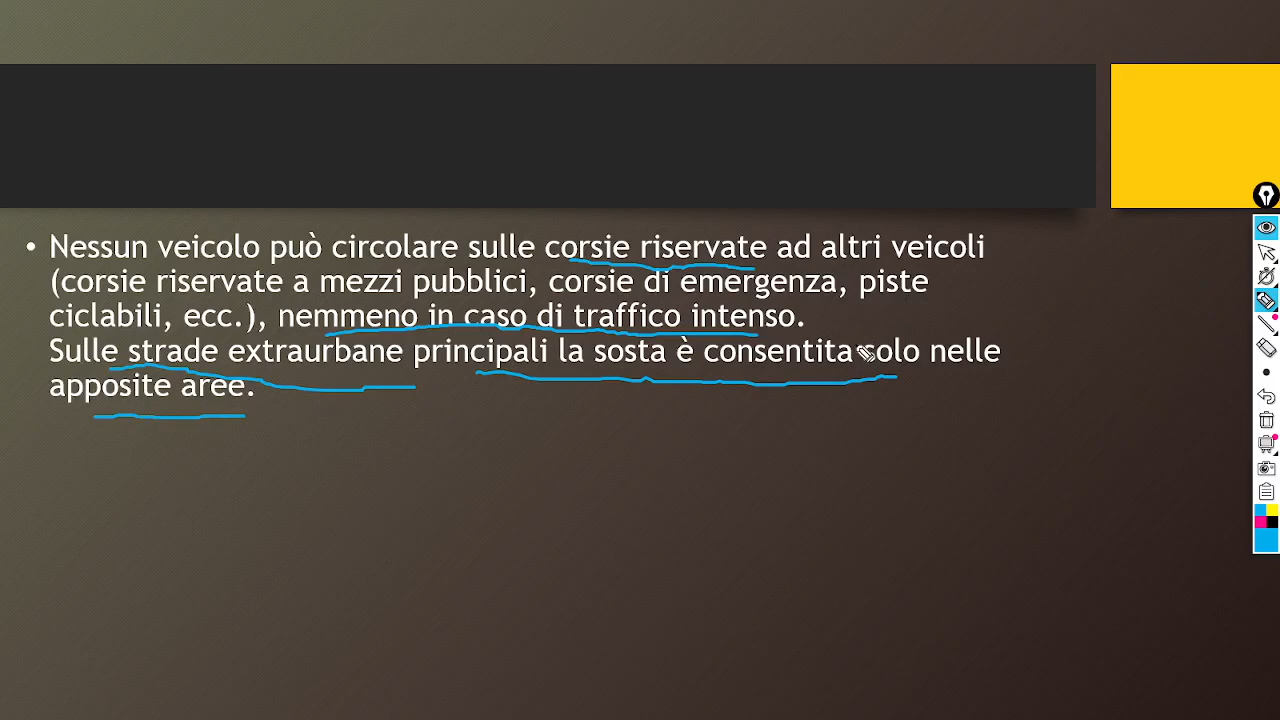 • Nessun veicolo può circolare sulle corsie riservate ad altri veicoli
(corsie riservate a mezzi pubblici, corsie di emergenza, piste
ciclabili, ecc.), nemmeno in caso di traffico intenso.
Sulle strade extraurbane principali la sosta è consentita solo nelle
apposite aree.